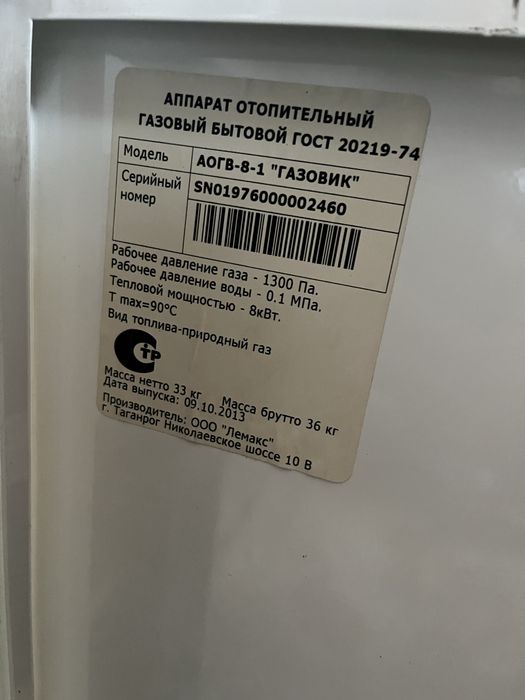 АППАРАТ ОТОПИТЕЛЬНЫЙ
ГАЗОВЫЙ БЫТОВОЙ ГОСТ 20219-74
Модель АОГВ-8-1 "ГАЗОВИК"
Серийный номер SN01976000002460
Рабочее давление газа - 1300 Па.
Рабочее давление воды - 0.1 МПа.
Тепловой мощностью - 8кВт.
Т max=90°С
Вид топлива-природный газ
СТР
Масса нетто 33 кг Масса брутто 36 кг
Дата выпуска: 09.10.2013
Производитель: ООО "Лемакс"
г. Таганрог Николаевское шоссе 10 В